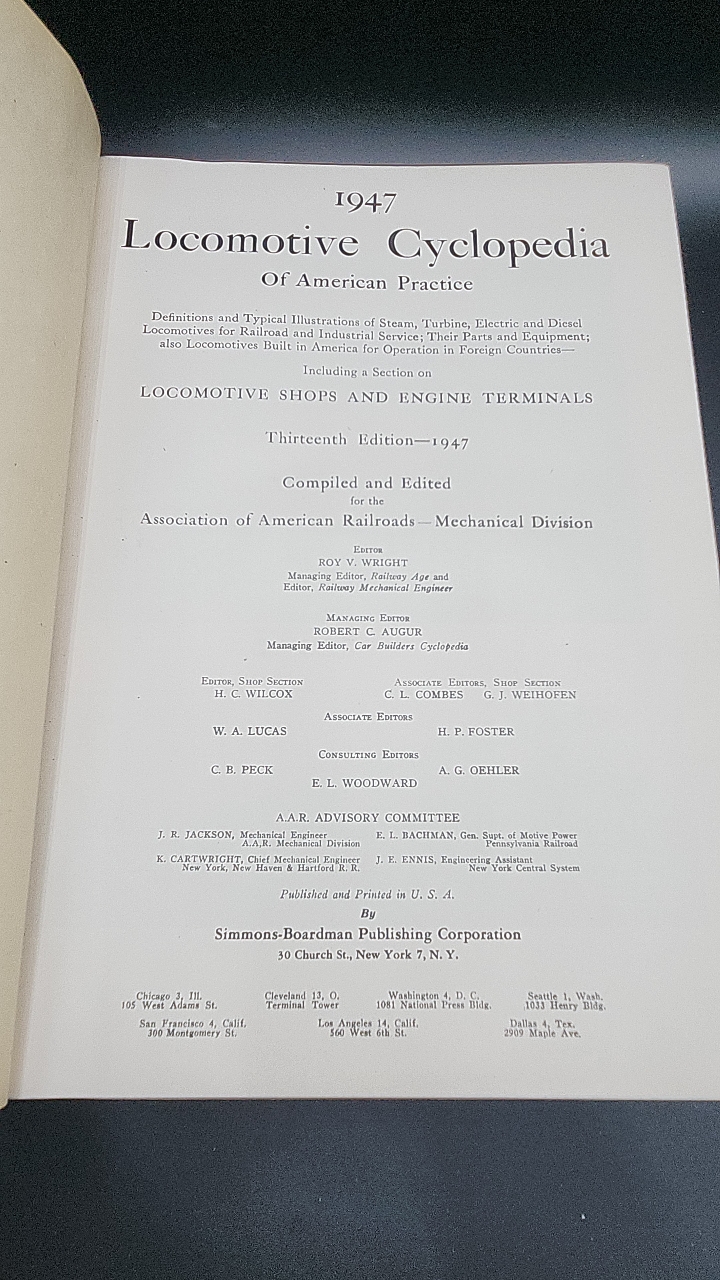 1947
Locomotive Cyclopedia
Of American Practice
Definitions and Typical Illustrations of Steam, Turbine, Electric and Diesel
Locomotives for Railroad and Industrial Service; Their Parts and Equipment;
also Locomotives Built in America for Operation in Foreign Countries—
Including a Section on
LOCOMOTIVE SHOPS AND ENGINE TERMINALS
Thirteenth Edition—1947
Compiled and Edited
for the
Association of American Railroads—Mechanical Division
Editor
ROY V. WRIGHT
Managing Editor, Railway Age and
Editor, Railway Mechanical Engineer
Managing Editor
ROBERT C. AUGUR
Managing Editor, Car Builders Cyclopedia
Editor, Shop Section
H. C. WILCOX
Associate Editors, Shop Section
C. L. COMBES G. J. WEIHOFEN
Associate Editors
W. A. LUCAS H. P. FOSTER
Consulting Editors
C. B. PECK A. G. OEHLER
E. L. WOODWARD
A.A.R. ADVISORY COMMITTEE
J. R. JACKSON, Mechanical Engineer
A.A.R. Mechanical Division
E. L. BACHMAN, Gen. Supt. of Motive Power
Pennsylvania Railroad
K. CARTWRIGHT, Chief Mechanical Engineer
New York, New Haven & Hartford R. R.
J. E. ENNIS, Engineering Assistant
New York Central System
Published and Printed in U. S. A.
By
Simmons-Boardman Publishing Corporation
30 Church St., New York 7, N. Y.
Chicago 3, Ill.
105 West Adams St.
Cleveland 13, O.
Terminal Tower
Washington 4, D. C.
1081 National Press Bldg.
Seattle 1, Wash.
1033 Henry Bldg.
San Francisco 4, Calif.
300 Montgomery St.
Los Angeles 14, Calif.
560 West 6th St.
Dallas 4, Tex.
2909 Maple Ave.